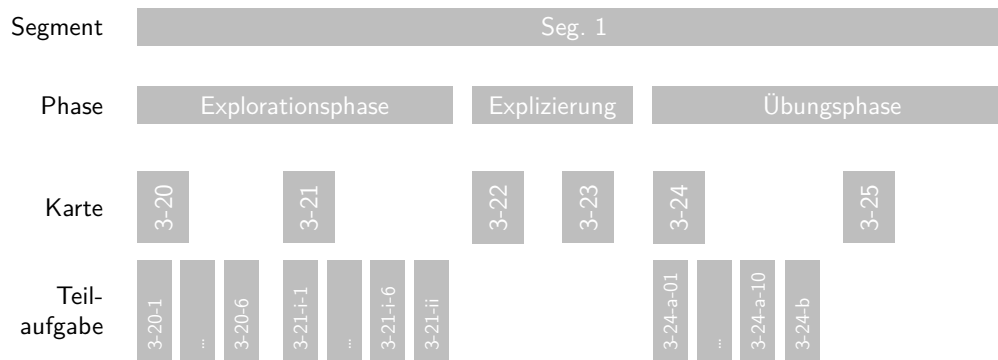 Segment
Seg. 1
Phase
Explorationsphase
Explizierung
Übungsphase
Karte
3-20
3-21
3-22
3-23
3-24
3-25
Teil-
aufgabe
3-20-1
...
3-20-6
3-21-i-1
...
3-21-i-6
3-21-ii
3-24-a-01
...
3-24-a-10
3-24-b